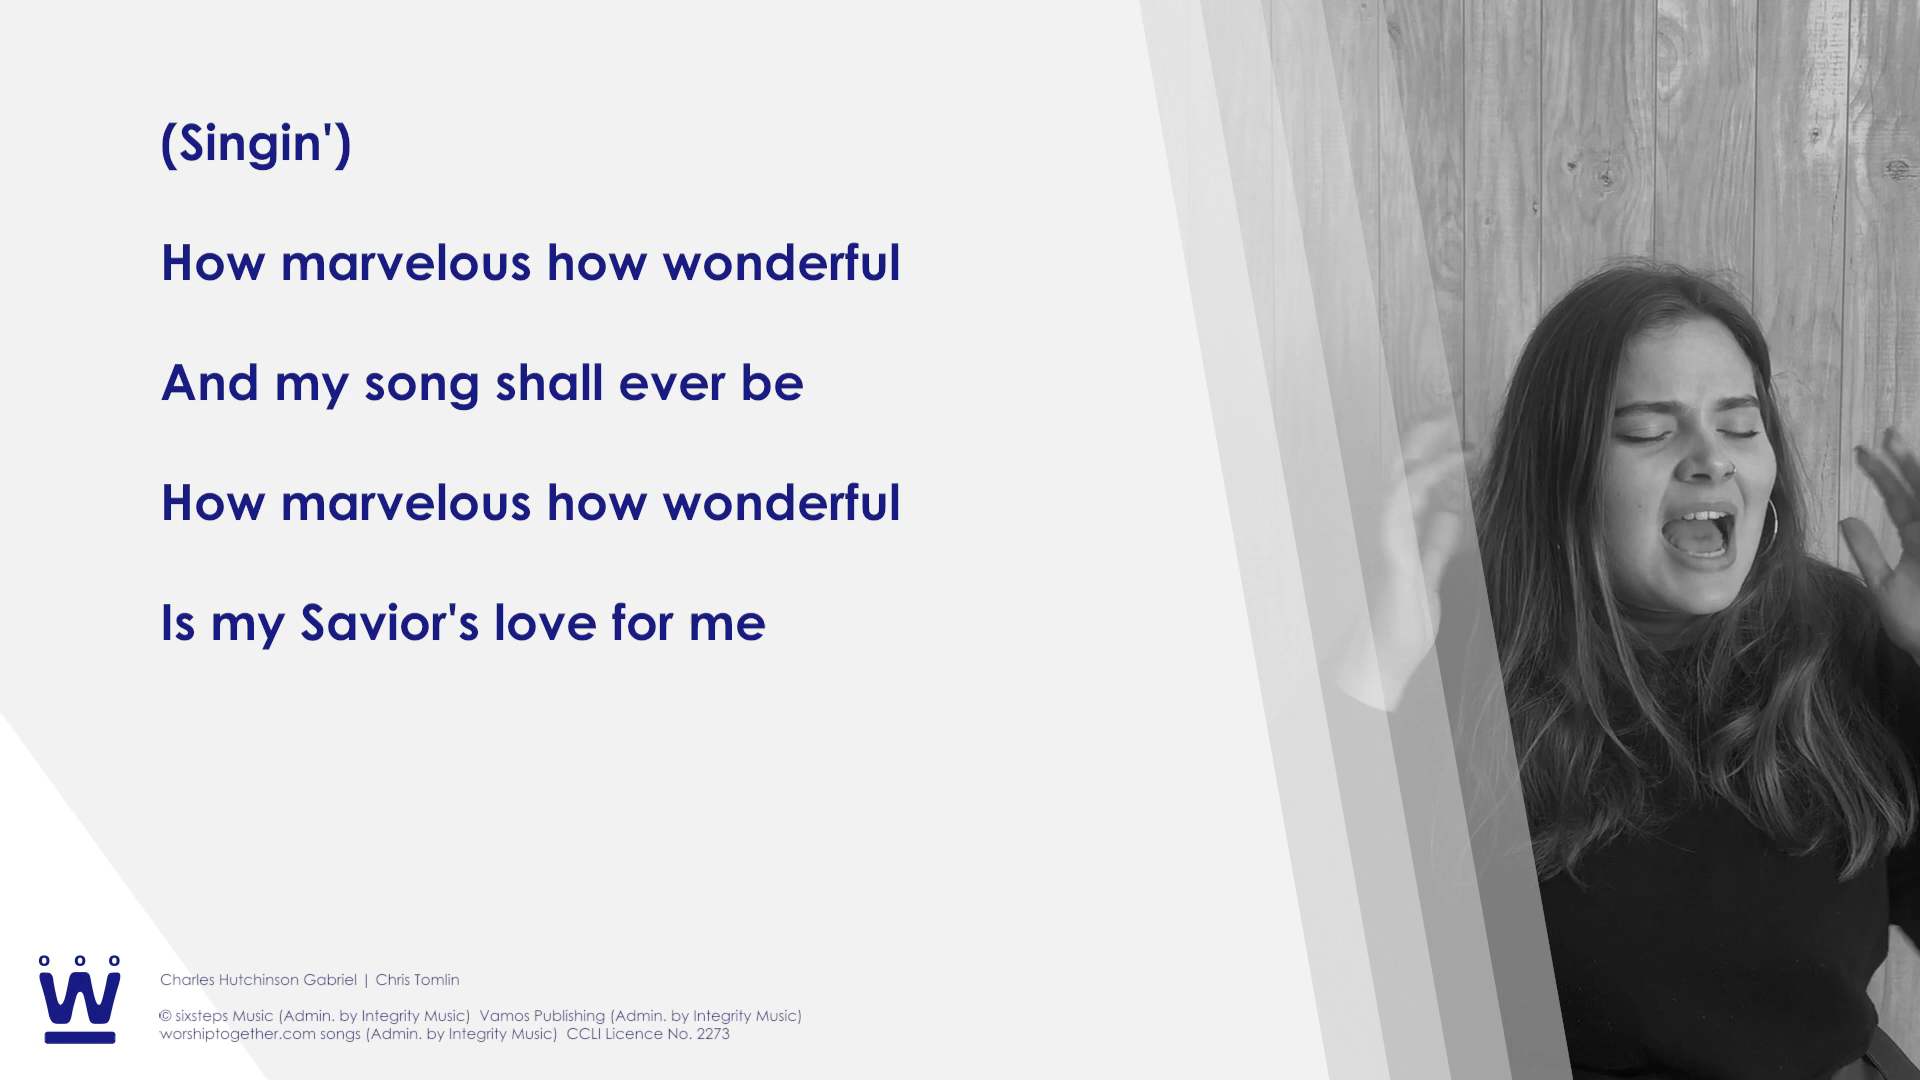 (Singin')
How marvelous how wonderful
And my song shall ever be
How marvelous how wonderful
Is my Savior's love for me
Charles Hutchinson Gabriel | Chris Tomlin
© sixsteps Music (Admin. by Integrity Music)  Vamos Publishing (Admin. by Integrity Music)
worshiptogether.com songs (Admin. by Integrity Music)  CCLI Licence No. 2273